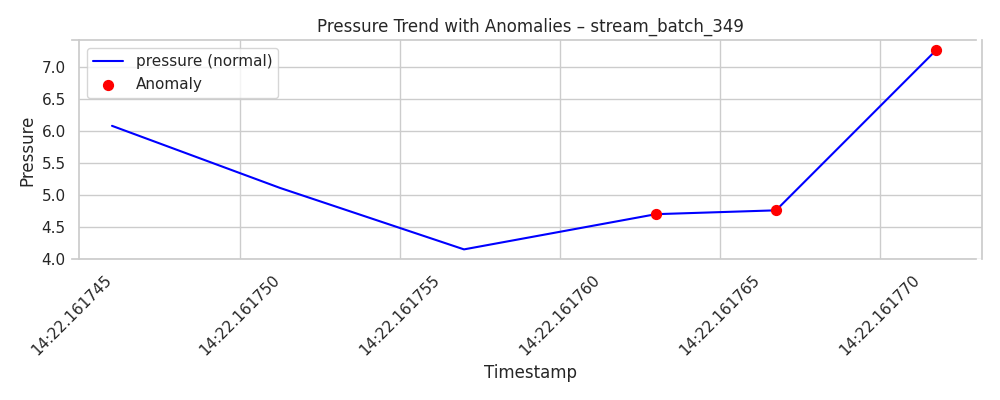 Pressure Trend with Anomalies – stream_batch_349
pressure (normal)
Anomaly
Pressure
7.0
6.5
6.0
5.5
5.0
4.5
4.0
14:22.161745
14:22.161750
14:22.161755
14:22.161760
14:22.161765
14:22.161770
Timestamp